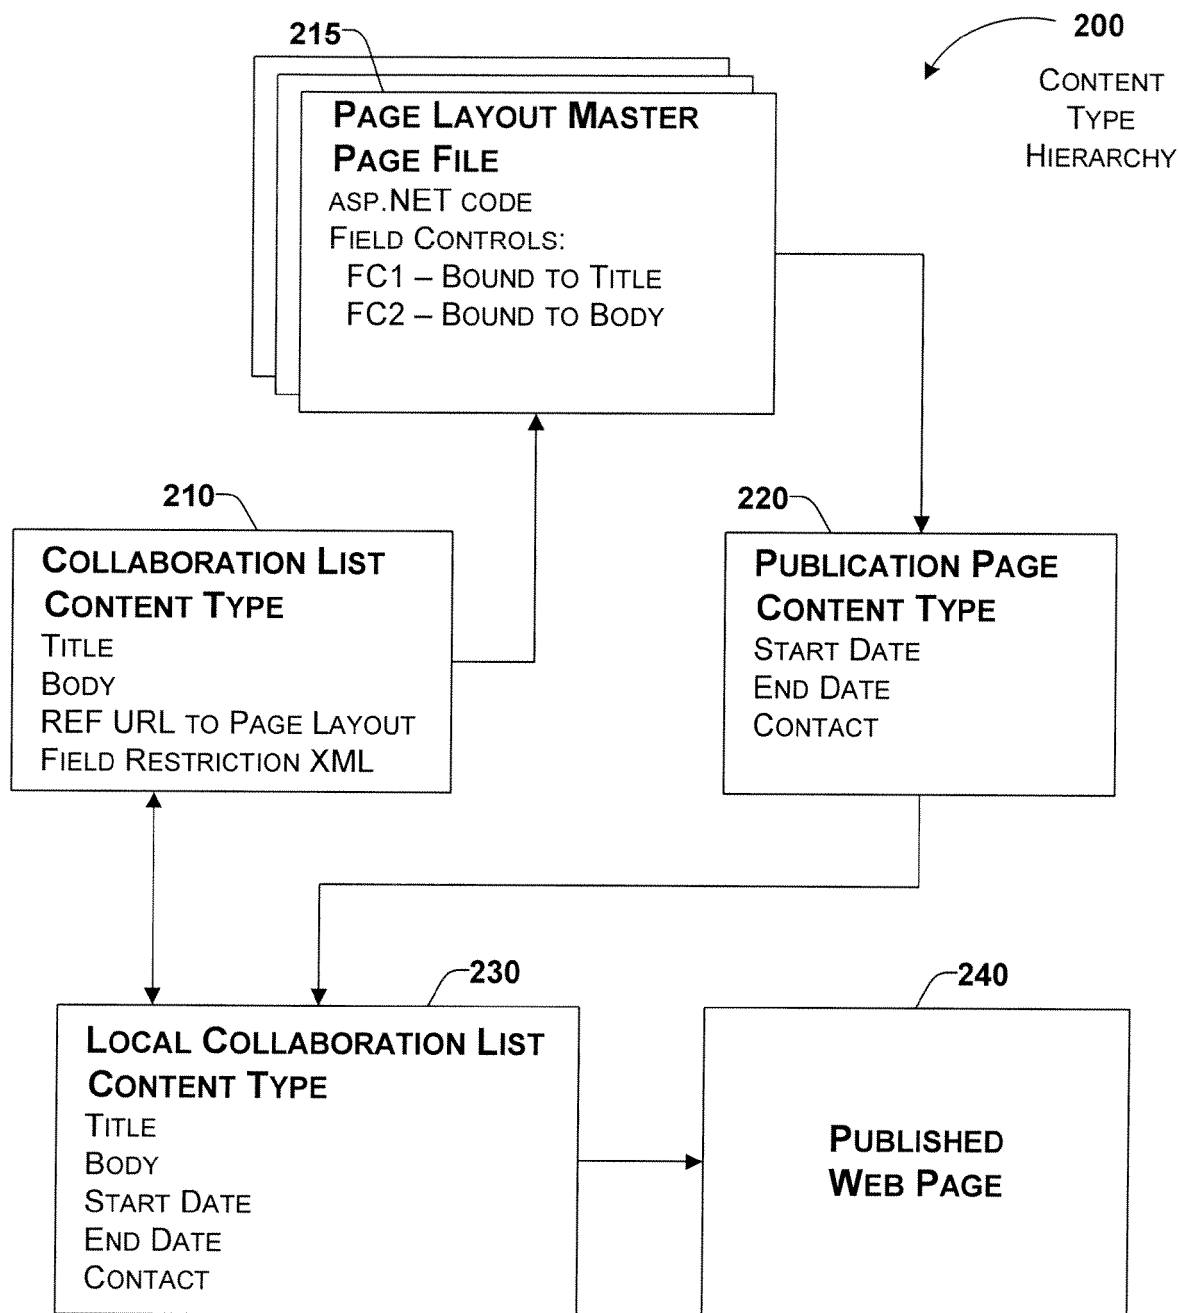 215
200
CONTENT
TYPE
HIERARCHY
PAGE LAYOUT MASTER
PAGE FILE
ASP.NET CODE
FIELD CONTROLS:
FC1 – BOUND TO TITLE
FC2 – BOUND TO BODY
210
COLLABORATION LIST
CONTENT TYPE
TITLE
BODY
REF URL TO PAGE LAYOUT
FIELD RESTRICTION XML
220
PUBLICATION PAGE
CONTENT TYPE
START DATE
END DATE
CONTACT
230
LOCAL COLLABORATION LIST
CONTENT TYPE
TITLE
BODY
START DATE
END DATE
CONTACT
240
PUBLISHED
WEB PAGE